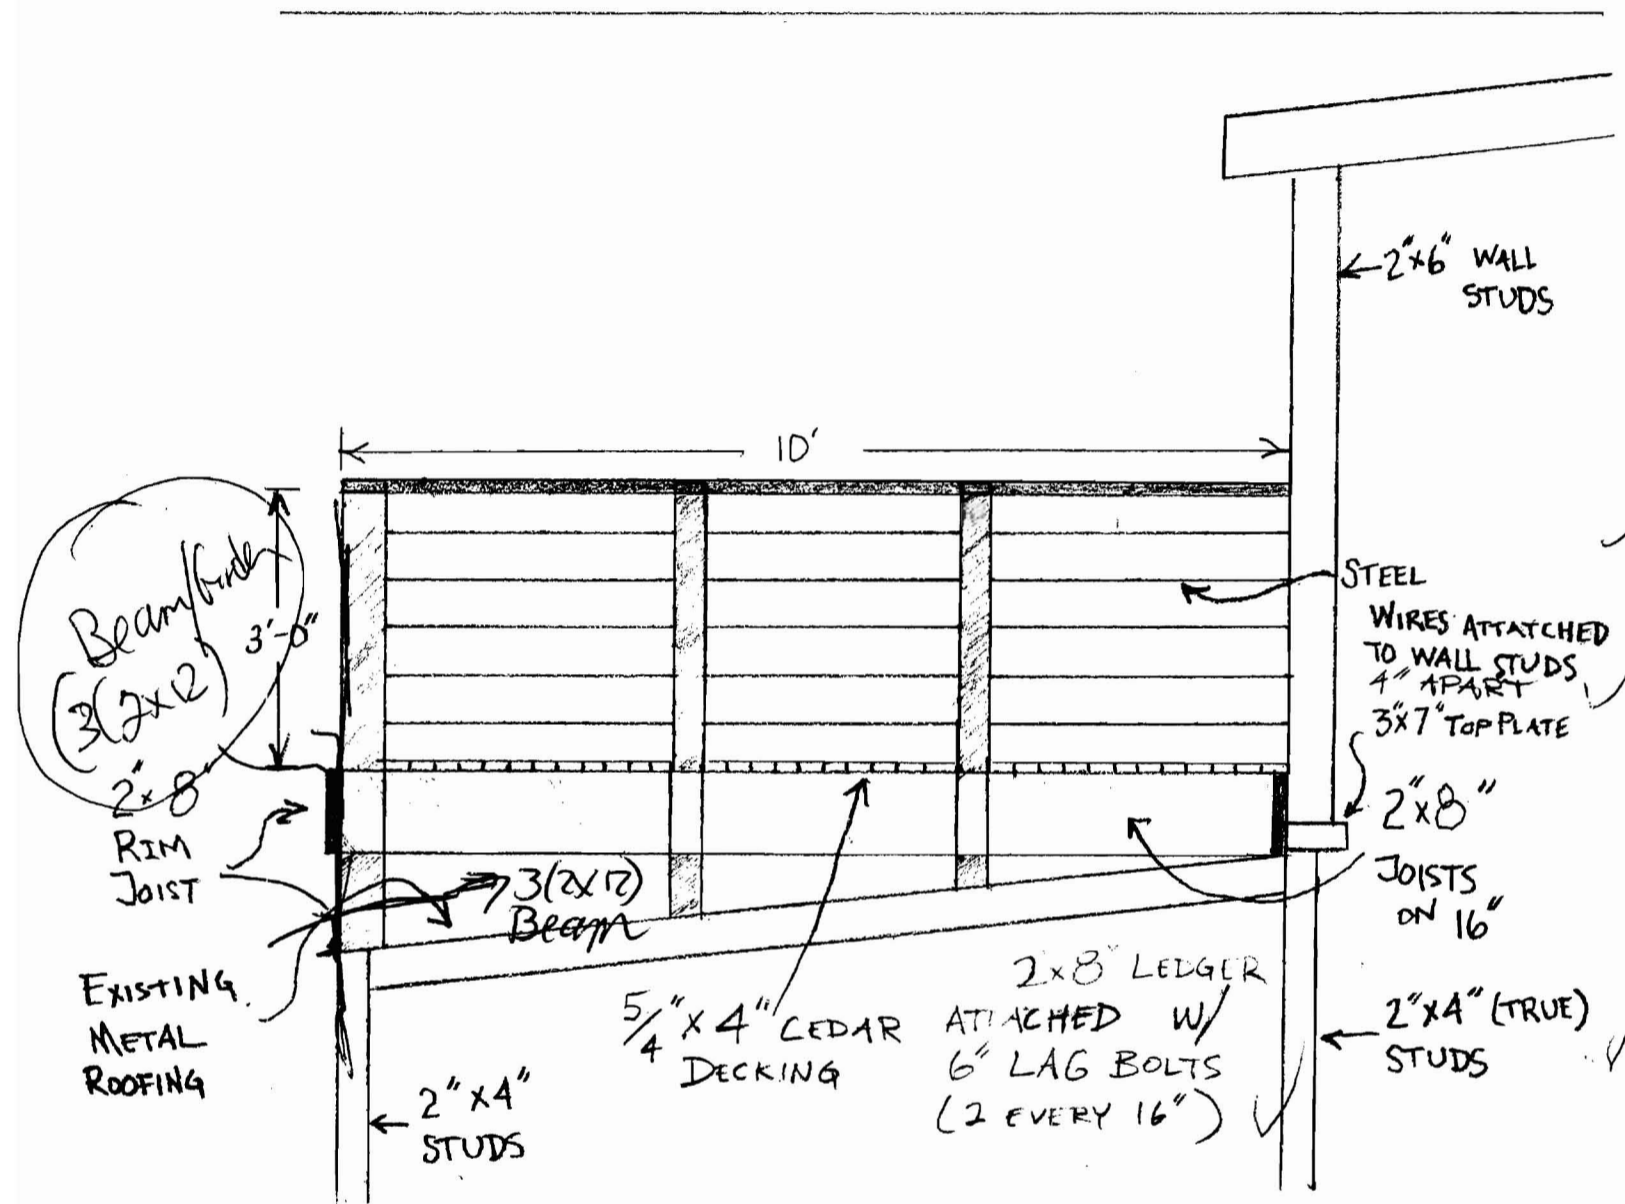 2"x6" WALL
STUDS
10'
Beam/Girder
3'-0"
(3(2x12)
2"x 8"
RIM
JOIST
STEEL
WIRES ATTATCHED
TO WALL STUDS
4" APART
3"x7" TOP PLATE
2"x8"
JOISTS
ON 16"
3(2x12)
Beam
EXISTING
METAL
ROOFING
5/4" x 4" CEDAR
DECKING
2x8" LEDGER
ATTACHED W/
6" LAG BOLTS
(2 EVERY 16")
2"x4" (TRUE)
STUDS
2"x4"
STUDS